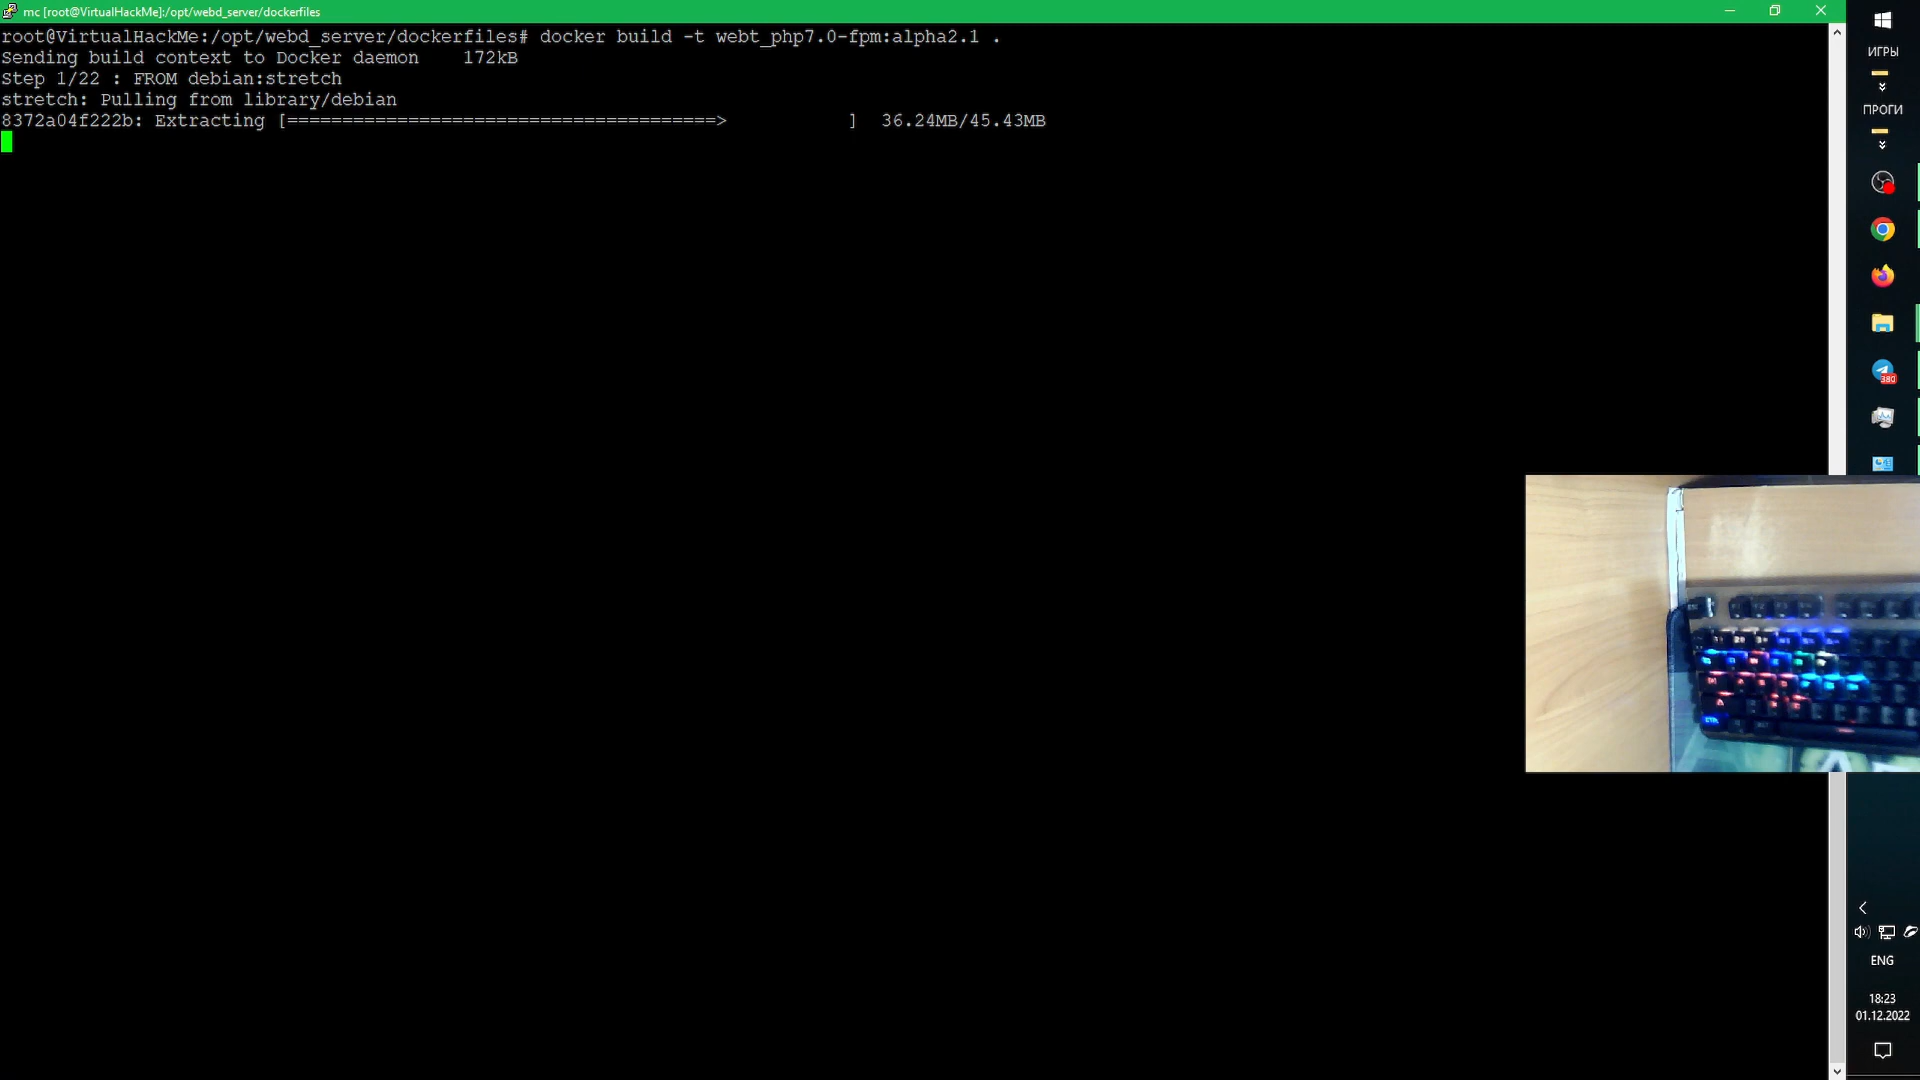 mc [root@VirtualHackMe]:/opt/webd_server/dockerfiles
root@VirtualHackMe:/opt/webd_server/dockerfiles# docker build -t webt_php7.0-fpm:alpha2.1 .
Sending build context to Docker daemon    172kB
Step 1/22 : FROM debian:stretch
stretch: Pulling from library/debian
8372a04f222b: Extracting [=======================================>           ]  36.24MB/45.43MB
ИГРЫ
ПРОГИ
380
ENG
18:23
01.12.2022